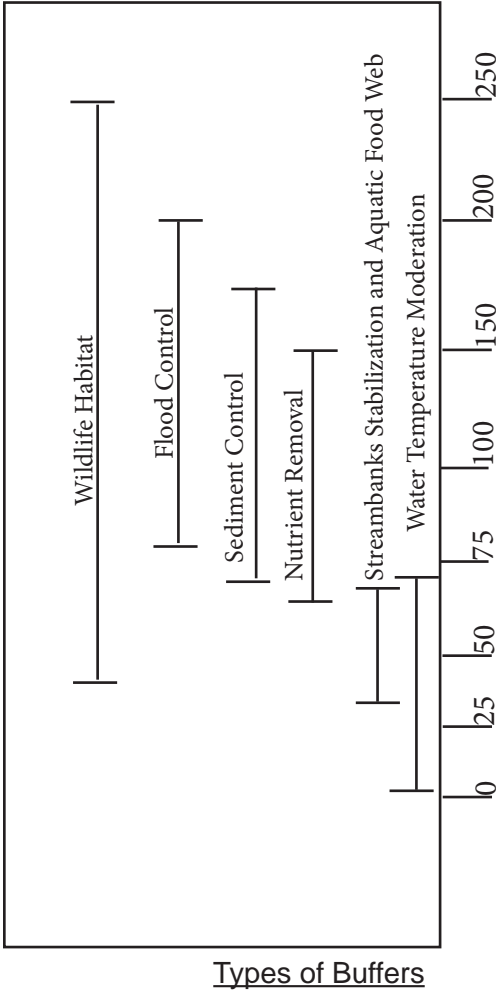 Wildlife Habitat
Flood Control
Sediment Control
Nutrient Removal
Streambanks Stabilization and Aquatic Food Web
Water Temperature Moderation
0
25
50
75
100
150
200
250
Types of Buffers